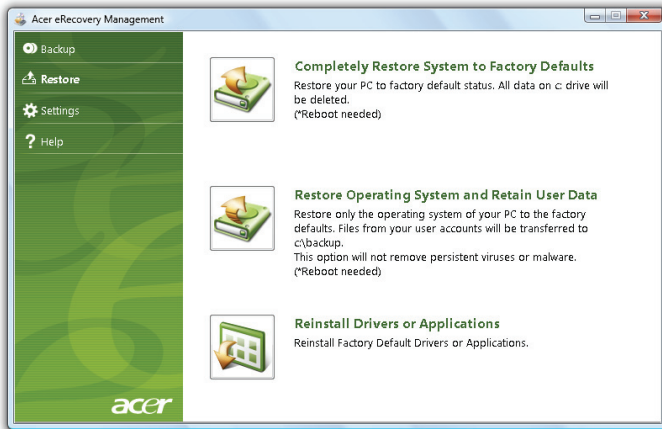 Acer eRecovery Management
Backup
Restore
Settings
Help
Completely Restore System to Factory Defaults
Restore your PC to factory default status. All data on c: drive will
be deleted.
(*Reboot needed)
Restore Operating System and Retain User Data
Restore only the operating system of your PC to the factory
defaults. Files from your user accounts will be transferred to
c:\backup.
This option will not remove persistent viruses or malware.
(*Reboot needed)
Reinstall Drivers or Applications
Reinstall Factory Default Drivers or Applications.
acer